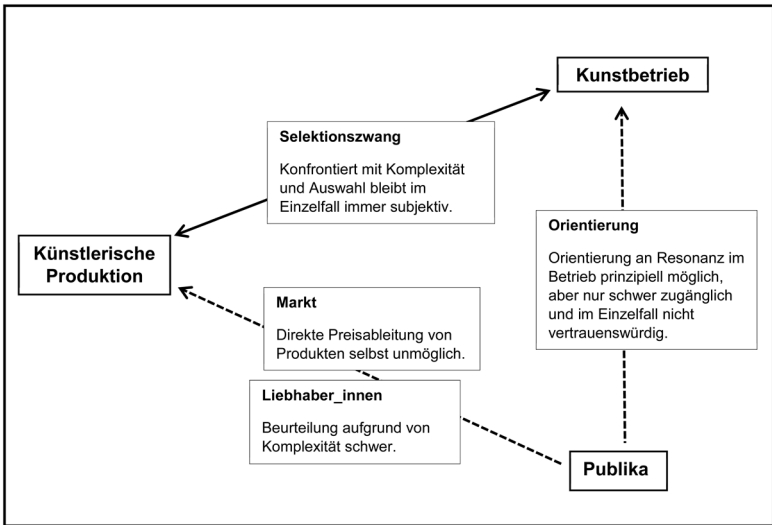 Kunstbetrieb
Selektionszwang
Konfrontiert mit Komplexität
und Auswahl bleibt im
Einzelfall immer subjektiv.
Künstlerische
Produktion
Orientierung
Orientierung an Resonanz im
Betrieb prinzipiell möglich,
aber nur schwer zugänglich
und im Einzelfall nicht
vertrauenswürdig.
Markt
Direkte Preisableitung von
Produkten selbst unmöglich.
Liebhaber_innen
Beurteilung aufgrund von
Komplexität schwer.
Publika